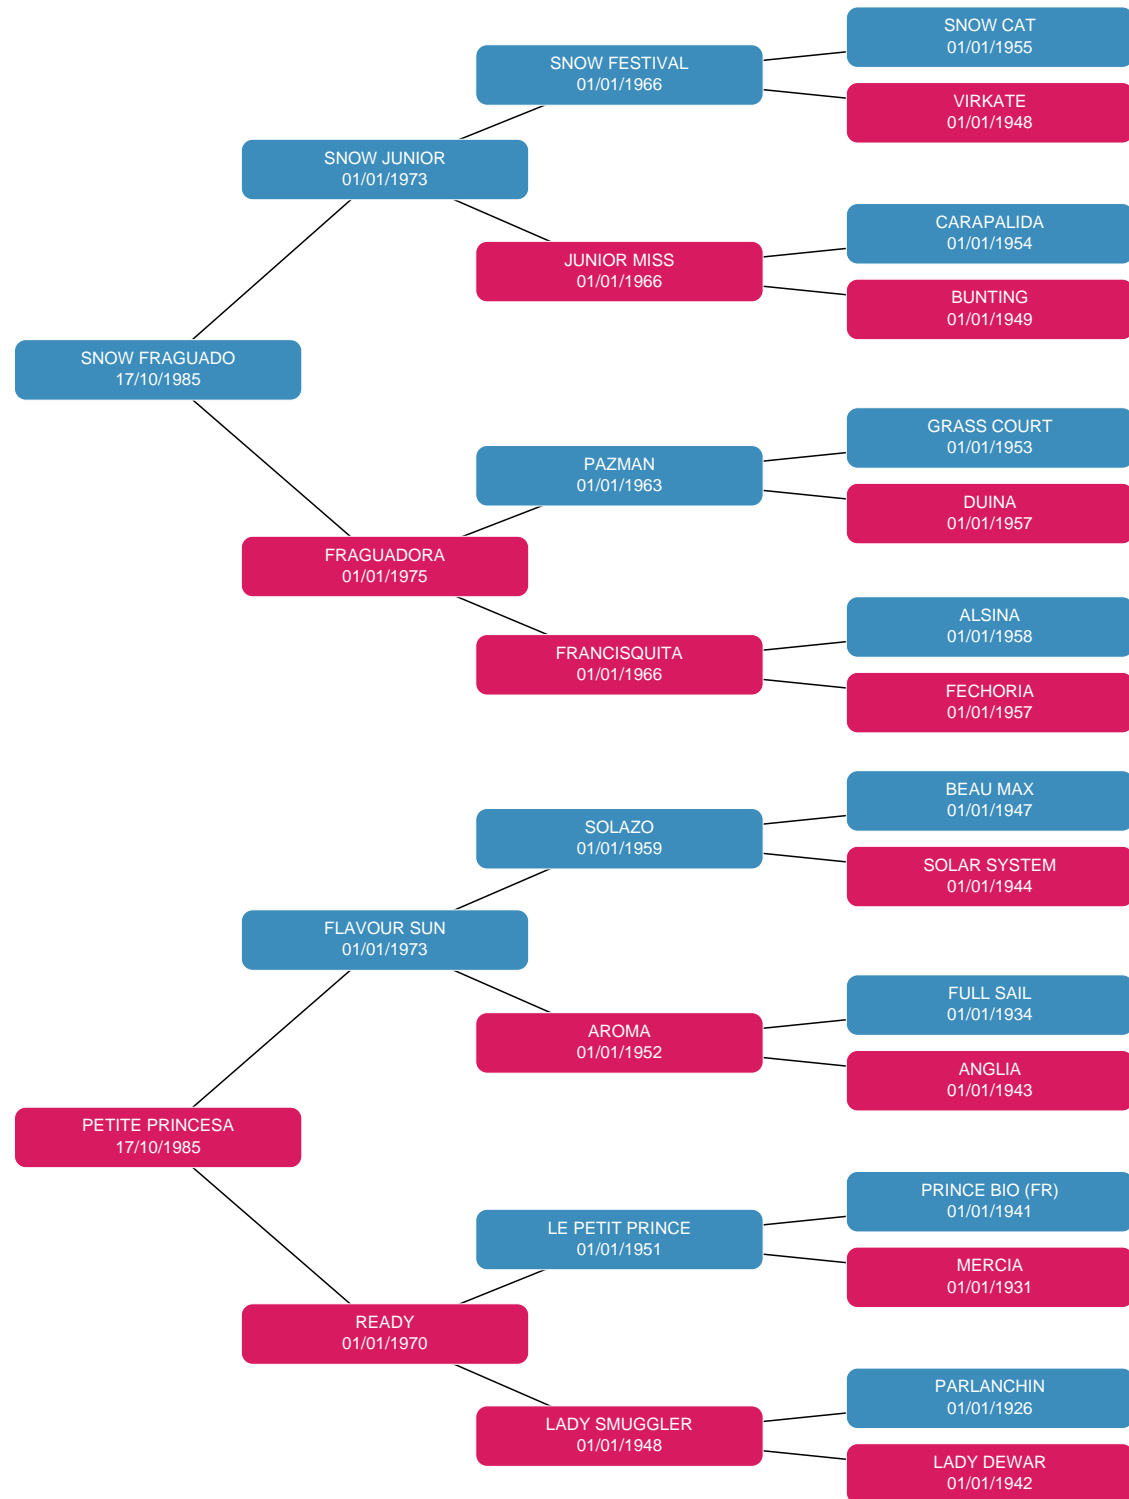 SNOW CAT
01/01/1955
SNOW FESTIVAL
01/01/1966
VIRKATE
01/01/1948
SNOW JUNIOR
01/01/1973
CARAPALIDA
01/01/1954
JUNIOR MISS
01/01/1966
BUNTING
01/01/1949
SNOW FRAGUADO
17/10/1985
GRASS COURT
01/01/1953
PAZMAN
01/01/1963
DUINA
01/01/1957
FRAGUADORA
01/01/1975
ALSINA
01/01/1958
FRANCISQUITA
01/01/1966
FECHORIA
01/01/1957
BEAU MAX
01/01/1947
SOLAZO
01/01/1959
SOLAR SYSTEM
01/01/1944
FLAVOUR SUN
01/01/1973
FULL SAIL
01/01/1934
AROMA
01/01/1952
ANGLIA
01/01/1943
PETITE PRINCESA
17/10/1985
PRINCE BIO (FR)
01/01/1941
LE PETIT PRINCE
01/01/1951
MERCIA
01/01/1931
READY
01/01/1970
PARLANCHIN
01/01/1926
LADY SMUGGLER
01/01/1948
LADY DEWAR
01/01/1942